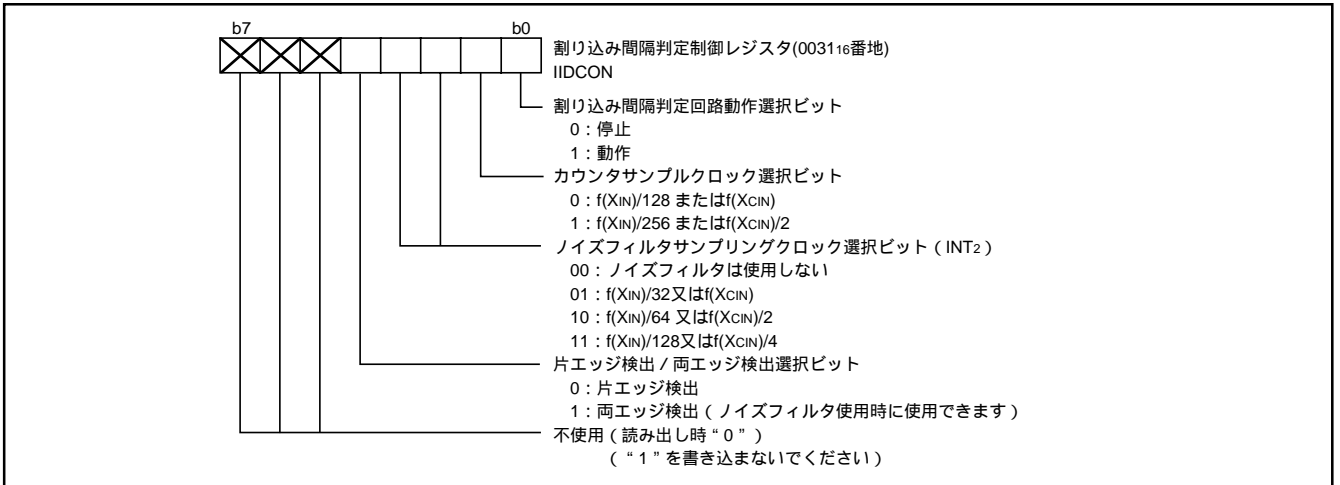 b7 b0
割り込み間隔判定制御レジスタ(003116番地)
IIDCON
割り込み間隔判定回路動作選択ビット
0：停止
1：動作
カウンタサンプルクロック選択ビット
0：f(XIN)/128 またはf(XCIN)
1：f(XIN)/256 またはf(XCIN)/2
ノイズフィルタサンプリングクロック選択ビット（INT2）
00：ノイズフィルタは使用しない
01：f(XIN)/32又はf(XCIN)
10：f(XIN)/64 又はf(XCIN)/2
11：f(XIN)/128又はf(XCIN)/4
片エッジ検出／両エッジ検出選択ビット
0：片エッジ検出
1：両エッジ検出（ノイズフィルタ使用時に使用できます）
不使用（読み出し時“0”）
（“1”を書き込まないでください）